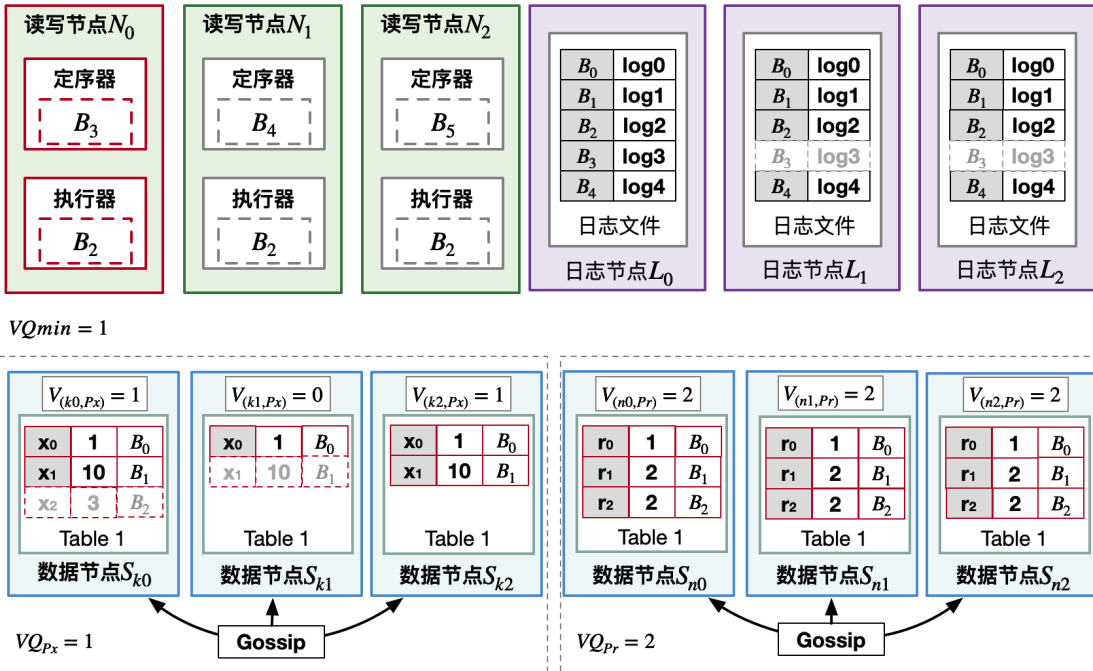 读写节点N₀
定序器
B₃
执行器
B₂
读写节点N₁
定序器
B₄
执行器
B₂
读写节点N₂
定序器
B₅
执行器
B₂
B₀ log0
B₁ log1
B₂ log2
B₃ log3
B₄ log4
日志文件
日志节点L₀
B₀ log0
B₁ log1
B₂ log2
B₃ log3
B₄ log4
日志文件
日志节点L₁
B₀ log0
B₁ log1
B₂ log2
B₃ log3
B₄ log4
日志文件
日志节点L₂
VQmin = 1
V₍k0,Px₎ = 1
x₀ 1 B₀
x₁ 10 B₁
x₂ 3 B₂
Table 1
数据节点Sk0
V₍k1,Px₎ = 0
x₀ 1 B₀
x₁ 10 B₁
Table 1
数据节点Sk1
V₍k2,Px₎ = 1
x₀ 1 B₀
x₁ 10 B₁
Table 1
数据节点Sk2
Gossip
VQPx = 1
V₍n0,Pr₎ = 2
r₀ 1 B₀
r₁ 2 B₁
r₂ 2 B₂
Table 1
数据节点Sn0
V₍n1,Pr₎ = 2
r₀ 1 B₀
r₁ 2 B₁
r₂ 2 B₂
Table 1
数据节点Sn1
V₍n2,Pr₎ = 2
r₀ 1 B₀
r₁ 2 B₁
r₂ 2 B₂
Table 1
数据节点Sn2
Gossip
VQPr = 2